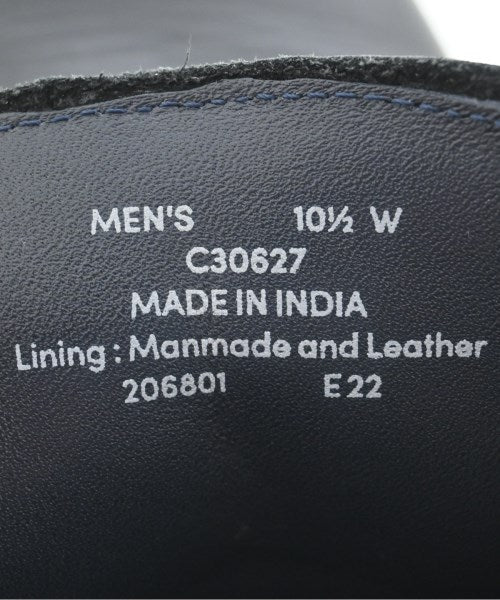 MEN'S 10½ W
C30627
MADE IN INDIA
Lining : Manmade and Leather
206801 E22